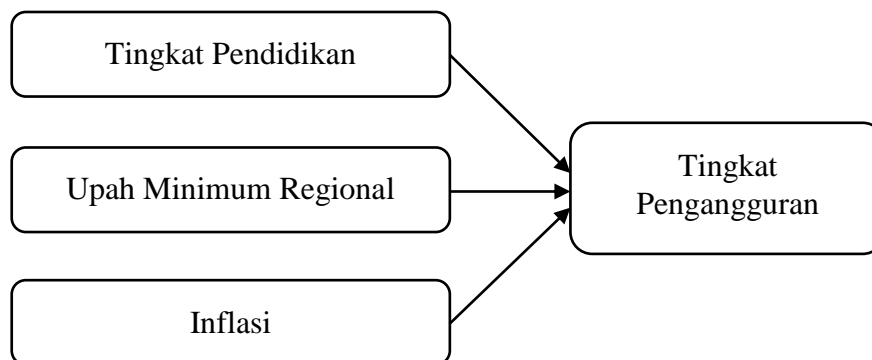 Tingkat Pendidikan
Upah Minimum Regional
Tingkat
Pengangguran
Inflasi